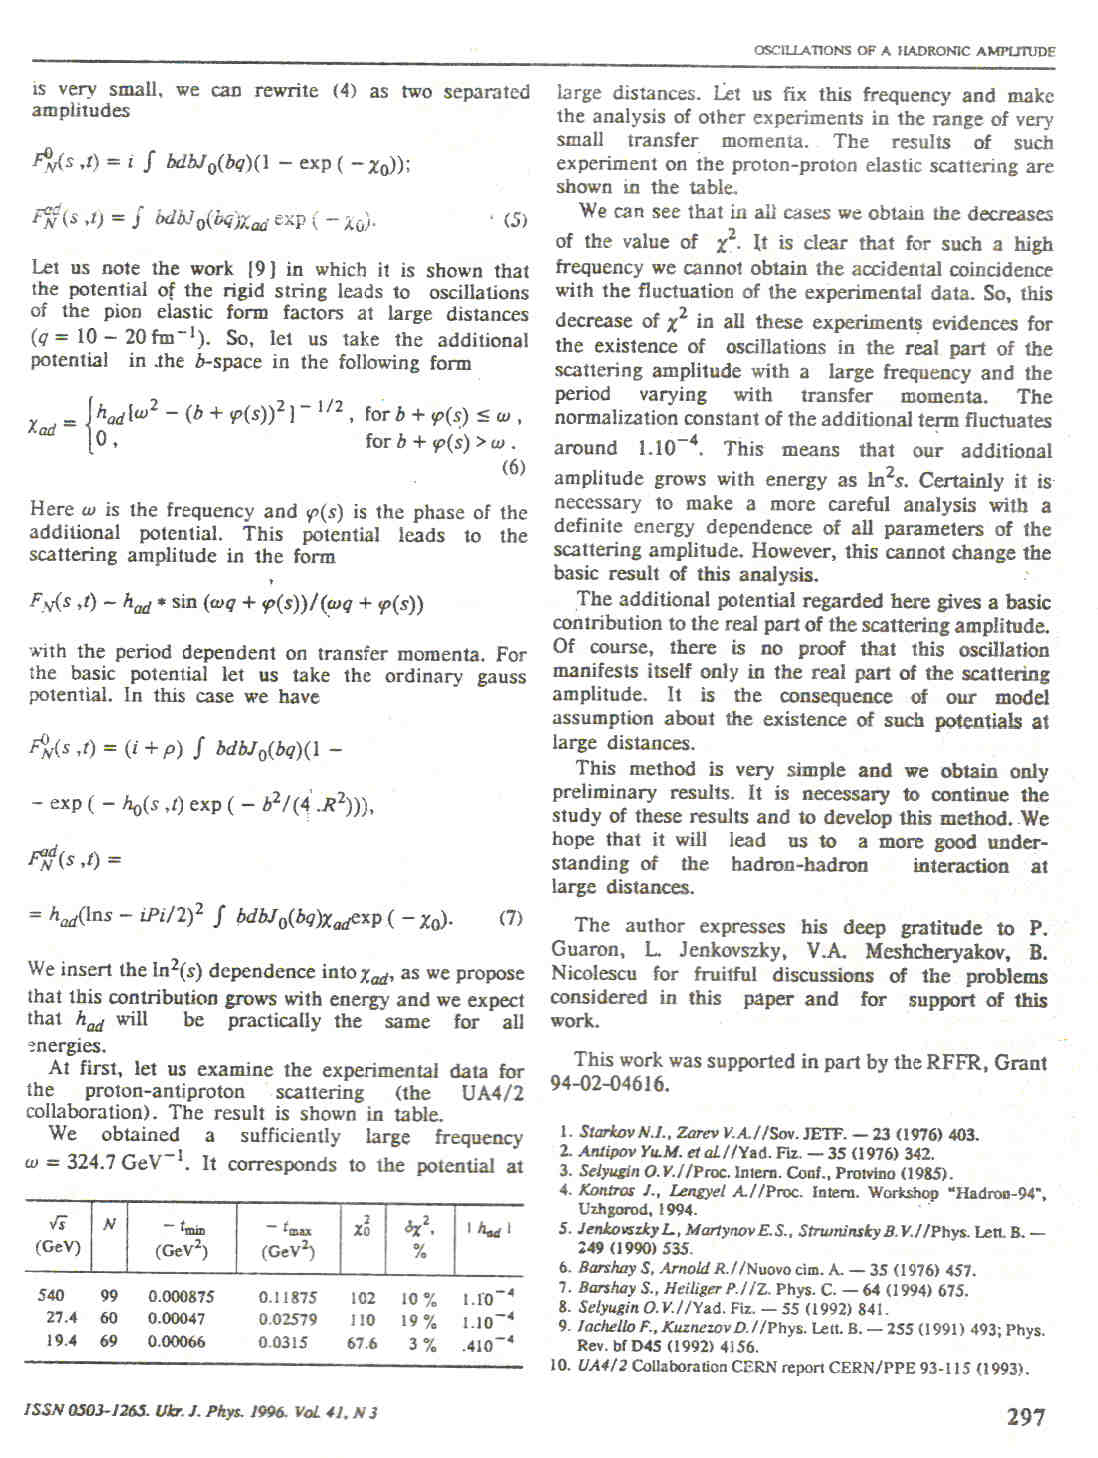 OSCILLATIONS OF A HADRONIC AMPLITUDE
is very small, we can rewrite (4) as two separated
amplitudes
F⁰_N(s ,t) = i ∫ bdbJ₀(bq)(1 − exp ( − χ₀));
F^ad_N(s ,t) = ∫ bdbJ₀(bq)χ_ad exp ( − χ₀). (5)
Let us note the work [9] in which it is shown that
the potential of the rigid string leads to oscillations
of the pion elastic form factors at large distances
(q = 10 − 20 fm⁻¹). So, let us take the additional
potential in the b-space in the following form
χ_ad = { h_ad[ω² − (b + φ(s))²]^{− 1/2} , for b + φ(s) ≤ ω ,
0 , for b + φ(s) > ω .
(6)
Here ω is the frequency and φ(s) is the phase of the
additional potential. This potential leads to the
scattering amplitude in the form
F_N(s ,t) ~ h_ad * sin (ωq + φ(s))/(ωq + φ(s))
with the period dependent on transfer momenta. For
the basic potential let us take the ordinary gauss
potential. In this case we have
F⁰_N(s ,t) = (i + ρ) ∫ bdbJ₀(bq)(1 −
− exp ( − h₀(s ,t) exp ( − b²/(4 .R²))),
F^ad_N(s ,t) =
= h_ad(lns − iPi/2)² ∫ bdbJ₀(bq)χ_ad exp ( − χ₀). (7)
We insert the ln²(s) dependence into χ_ad, as we propose
that this contribution grows with energy and we expect
that h_ad will be practically the same for all
energies.
At first, let us examine the experimental data for
the proton-antiproton scattering (the UA4/2
collaboration). The result is shown in table.
We obtained a sufficiently large frequency
ω = 324.7 GeV⁻¹. It corresponds to the potential at
√s N − t_min − t_max χ²₀ δχ², | h_ad |
(GeV) (GeV²) (GeV²) %
540 99 0.000875 0.11875 102 10 % 1.10⁻⁴
27.4 60 0.00047 0.02579 110 19 % 1.10⁻⁴
19.4 69 0.00066 0.0315 67.6 3 % .410⁻⁴
large distances. Let us fix this frequency and make
the analysis of other experiments in the range of very
small transfer momenta. The results of such
experiment on the proton-proton elastic scattering are
shown in the table.
We can see that in all cases we obtain the decreases
of the value of χ². It is clear that for such a high
frequency we cannot obtain the accidental coincidence
with the fluctuation of the experimental data. So, this
decrease of χ² in all these experiments evidences for
the existence of oscillations in the real part of the
scattering amplitude with a large frequency and the
period varying with transfer momenta. The
normalization constant of the additional term fluctuates
around 1.10⁻⁴. This means that our additional
amplitude grows with energy as ln²s. Certainly it is
necessary to make a more careful analysis with a
definite energy dependence of all parameters of the
scattering amplitude. However, this cannot change the
basic result of this analysis.
The additional potential regarded here gives a basic
contribution to the real part of the scattering amplitude.
Of course, there is no proof that this oscillation
manifests itself only in the real part of the scattering
amplitude. It is the consequence of our model
assumption about the existence of such potentials at
large distances.
This method is very simple and we obtain only
preliminary results. It is necessary to continue the
study of these results and to develop this method. We
hope that it will lead us to a more good under-
standing of the hadron-hadron interaction at
large distances.
The author expresses his deep gratitude to P.
Guaron, L. Jenkovszky, V.A. Meshcheryakov, B.
Nicolescu for fruitful discussions of the problems
considered in this paper and for support of this
work.
This work was supported in part by the RFFR, Grant
94-02-04616.
1. Starkov N.I., Zarev V.A.//Sov. JETF. — 23 (1976) 403.
2. Antipov Yu.M. et al.//Yad. Fiz. — 35 (1976) 342.
3. Selyugin O.V.//Proc. Intern. Conf., Protvino (1985).
4. Kontros J., Lengyel A.//Proc. Intern. Workshop "Hadron-94",
Uzhgorod, 1994.
5. Jenkovszky L., Martynov E.S., Struminsky B.V.//Phys. Lett. B. —
249 (1990) 535.
6. Barshay S, Arnold R.//Nuovo cim. A. — 35 (1976) 457.
7. Barshay S., Heiliger P.//Z. Phys. C. — 64 (1994) 675.
8. Selyugin O.V.//Yad. Fiz. — 55 (1992) 841.
9. Iachello F., Kuznezov D.//Phys. Lett. B. — 255 (1991) 493; Phys.
Rev. bf D45 (1992) 4156.
10. UA4/2 Collaboration CERN report CERN/PPE 93-115 (1993).
ISSN 0503-1265. Ukr. J. Phys. 1996. Vol. 41, N 3
297